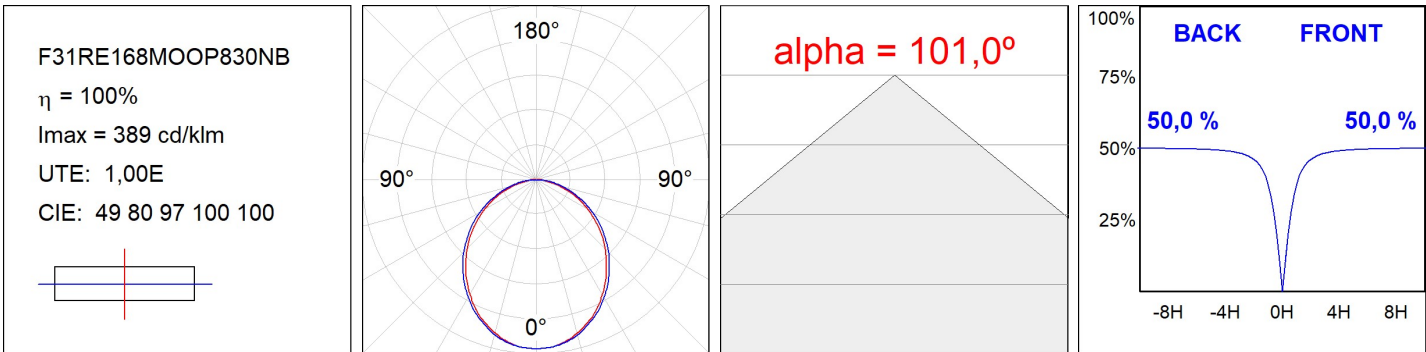 F31RE168MOOP830NB
η = 100%
Imax = 389 cd/klm
UTE: 1,00E
CIE: 49 80 97 100 100
180°
90° 90°
0°
alpha = 101,0º
100%
BACK FRONT
75%
50,0 % 50,0 %
50%
25%
-8H -4H 0H 4H 8H